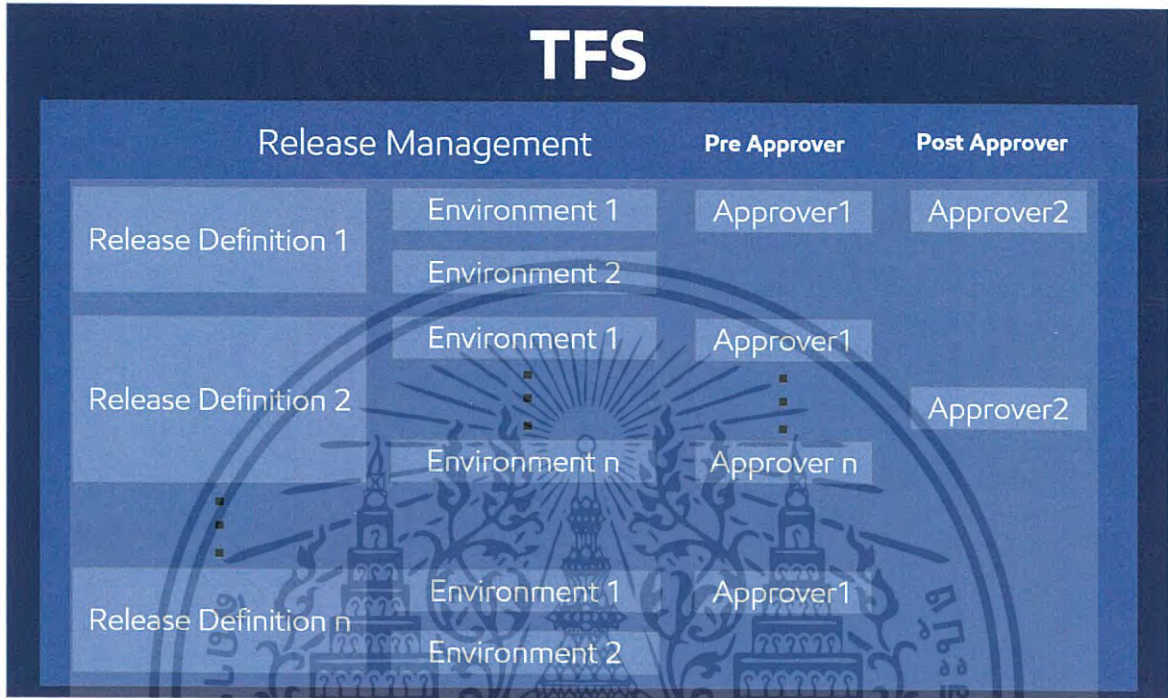 TFS
Release Management Pre Approver Post Approver
Release Definition 1
Environment 1 Approver1 Approver2
Environment 2
Release Definition 2
Environment 1 Approver1
Approver2
Environment n Approver n
Release Definition n
Environment 1 Approver1
Environment 2